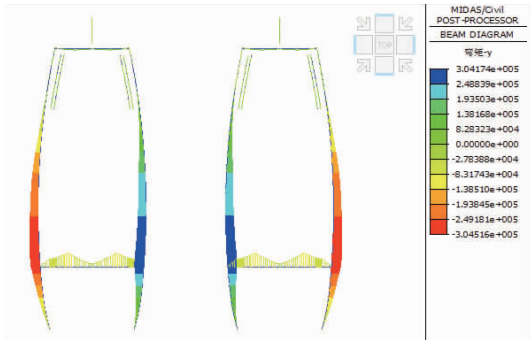 MIDAS/Civil
POST-PROCESSOR
BEAM DIAGRAM
弯矩-y
3.04174e+005
2.48839e+005
1.93503e+005
1.38168e+005
8.28323e+004
0.00000e+000
-2.78388e+004
-8.31743e+004
-1.38510e+005
-1.93845e+005
-2.49181e+005
-3.04516e+005
TOP